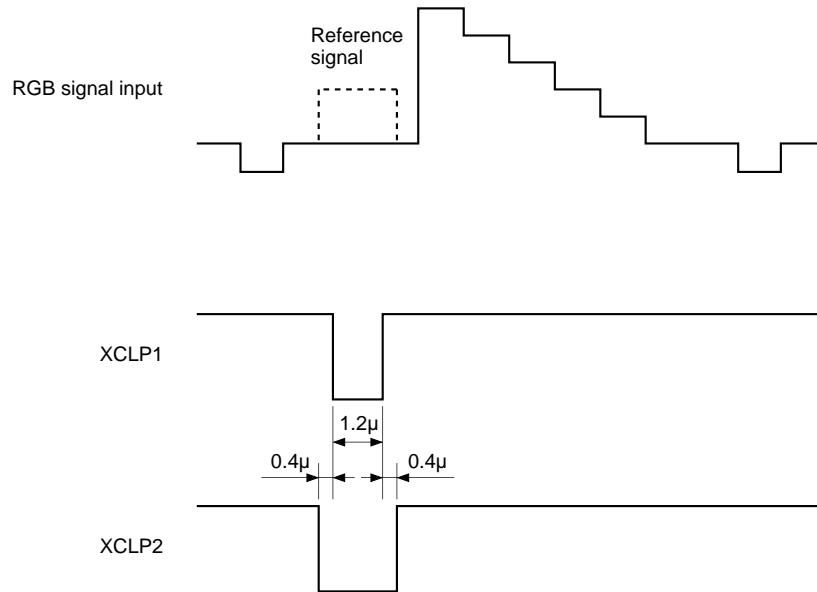 Reference
signal
RGB signal input
XCLP1
1.2μ
0.4μ
0.4μ
XCLP2